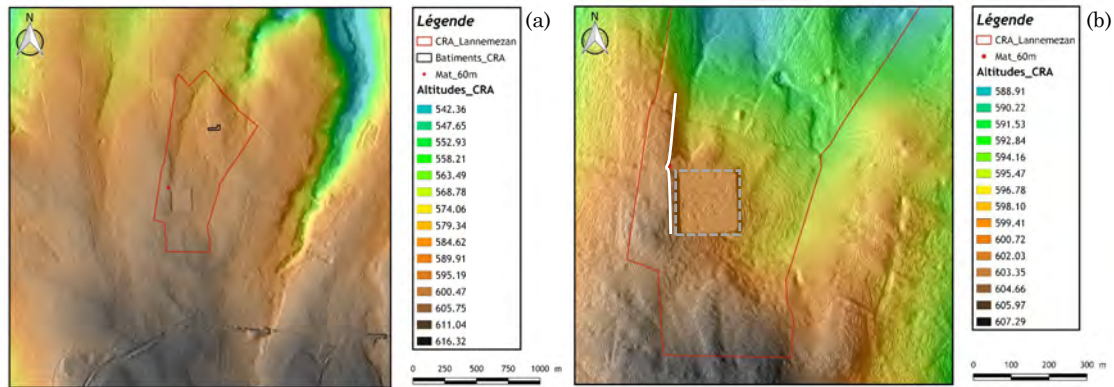 N
Légende
CRA_Lannemezan
Batiments_CRA
Mat_60m
Altitudes_CRA
542.36
547.65
552.93
558.21
563.49
568.78
574.06
579.34
584.62
589.91
595.19
600.47
605.75
611.04
616.32
0 250 500 750 1000 m
(a)
N
Légende
CRA_Lannemezan
Mat_60m
Altitudes_CRA
588.91
590.22
591.53
592.84
594.16
595.47
596.78
598.10
599.41
600.72
602.03
603.35
604.66
605.97
607.29
0 100 200 300 m
(b)